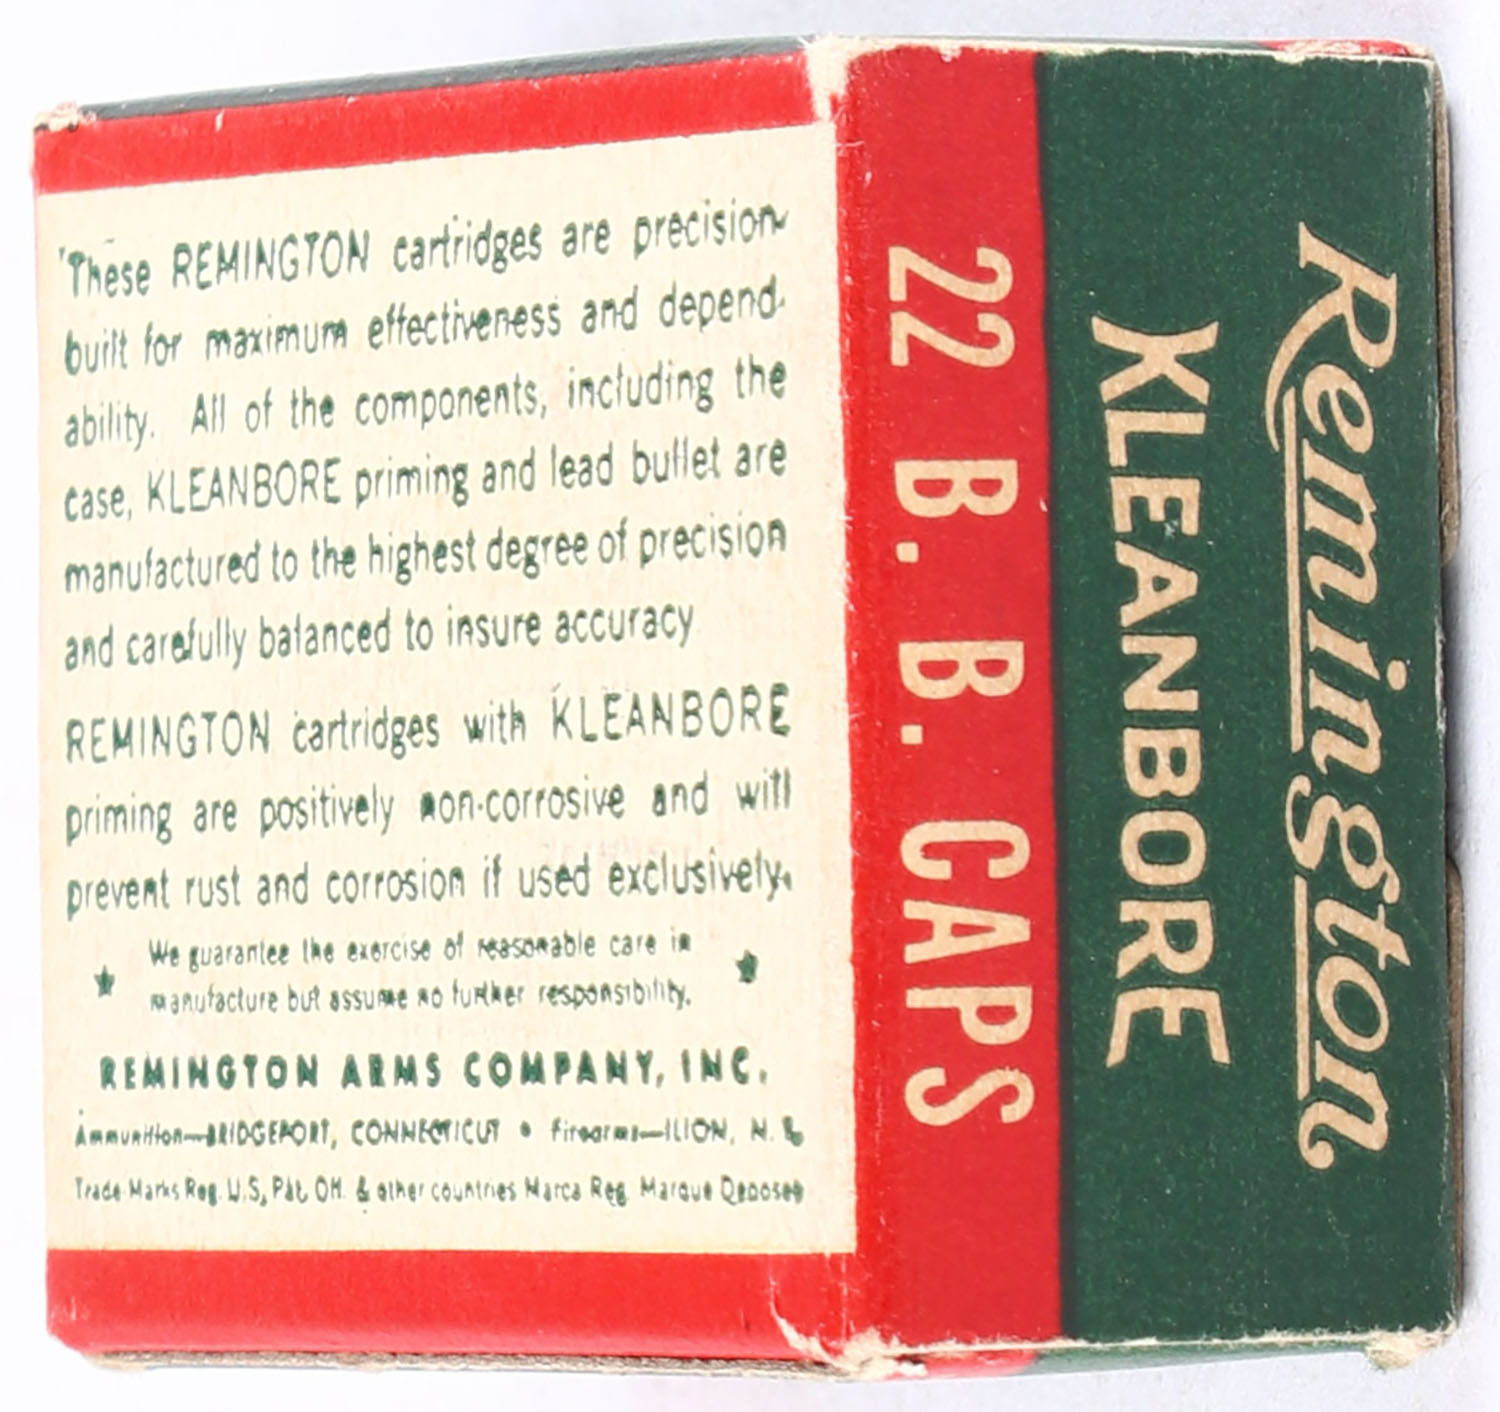 These REMINGTON cartridges are precision-
built for maximum effectiveness and depend-
ability. All of the components, including the
case, KLEANBORE priming and lead bullet are
manufactured to the highest degree of precision
and carefully balanced to insure accuracy
REMINGTON cartridges with KLEANBORE
priming are positively non-corrosive and will
prevent rust and corrosion if used exclusively.
We guarantee the exercise of reasonable care in
manufacture but assume no further responsibility.
REMINGTON ARMS COMPANY, INC.
Ammunition—BRIDGEPORT, CONNECTICUT • Firearms—ILION, N. Y.
Trade Marks Reg. U.S. Pat. Off. & other countries Marca Reg. Marque Deposee
Remington
KLEANBORE
22 B. B. CAPS